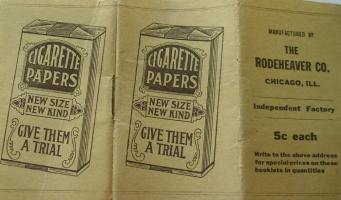 CIGARETTE
PAPERS
NEW SIZE
NEW KIND
GIVE THEM
A TRIAL
CIGARETTE
PAPERS
NEW SIZE
NEW KIND
GIVE THEM
A TRIAL
MANUFACTURED BY
THE
RODEHEAVER CO.
CHICAGO, ILL.
Independent Factory
5c each
Write to the above address
for special prices on these
booklets in quantities